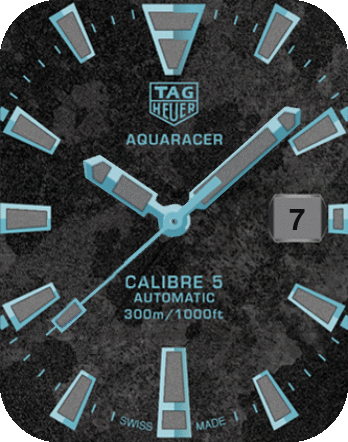 TAG
HEUER
AQUARACER
7
CALIBRE 5
AUTOMATIC
300m/1000ft
SWISS MADE